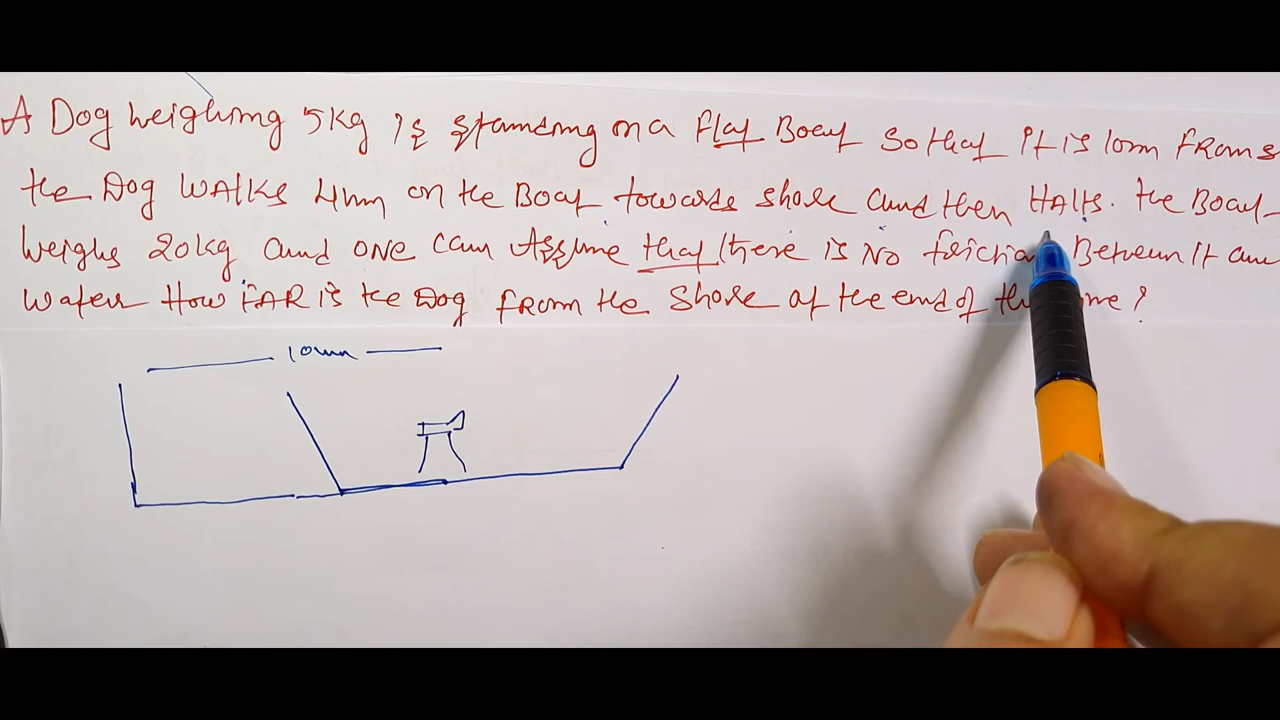 A Dog weighing 5kg is standing on a flat Boat so that it is 10m FROM s
the Dog WALKS 4m on the Boat towards shore and then HAlts. the Boat
weighs 20kg and one can Assume that there is No friction Between It an
water How FAR is the Dog from the Shore at the end of
10m